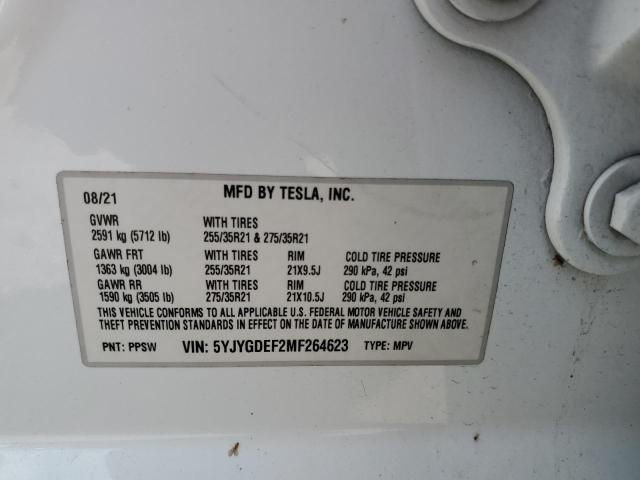 08/21 MFD BY TESLA, INC.
GVWR WITH TIRES
2591 kg (5712 lb) 255/35R21 & 275/35R21
GAWR FRT WITH TIRES RIM COLD TIRE PRESSURE
1363 kg (3004 lb) 255/35R21 21X9.5J 290 kPa, 42 psi
GAWR RR WITH TIRES RIM COLD TIRE PRESSURE
1590 kg (3505 lb) 275/35R21 21X10.5J 290 kPa, 42 psi
THIS VEHICLE CONFORMS TO ALL APPLICABLE U.S. FEDERAL MOTOR VEHICLE SAFETY AND
THEFT PREVENTION STANDARDS IN EFFECT ON THE DATE OF MANUFACTURE SHOWN ABOVE.
PNT: PPSW VIN: 5YJYGDEF2MF264623 TYPE: MPV